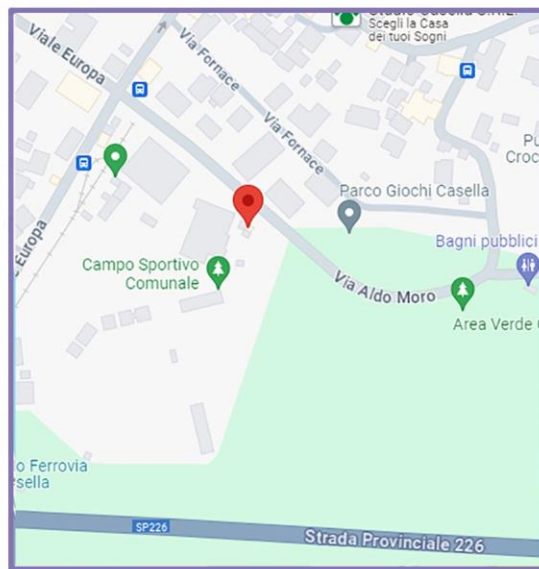 Scegli la Casa
dei tuoi Sogni
Viale Europa
Via Fornace
Via Fornace
Parco Giochi Casella
Bagni pubblici
Campo Sportivo
Comunale
Via Aldo Moro
Area Verde
Europa
Ferrovia
SP226
Strada Provinciale 226